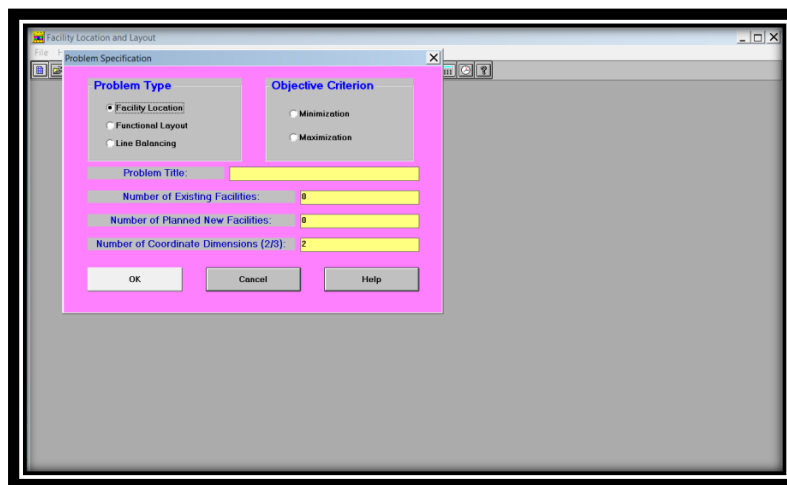 Facility Location and Layout
File
Problem Specification
Problem Type
Objective Criterion
Facility Location
Minimization
Functional Layout
Maximization
Line Balancing
Problem Title:
Number of Existing Facilities: 0
Number of Planned New Facilities: 0
Number of Coordinate Dimensions (2/3): 2
OK
Cancel
Help